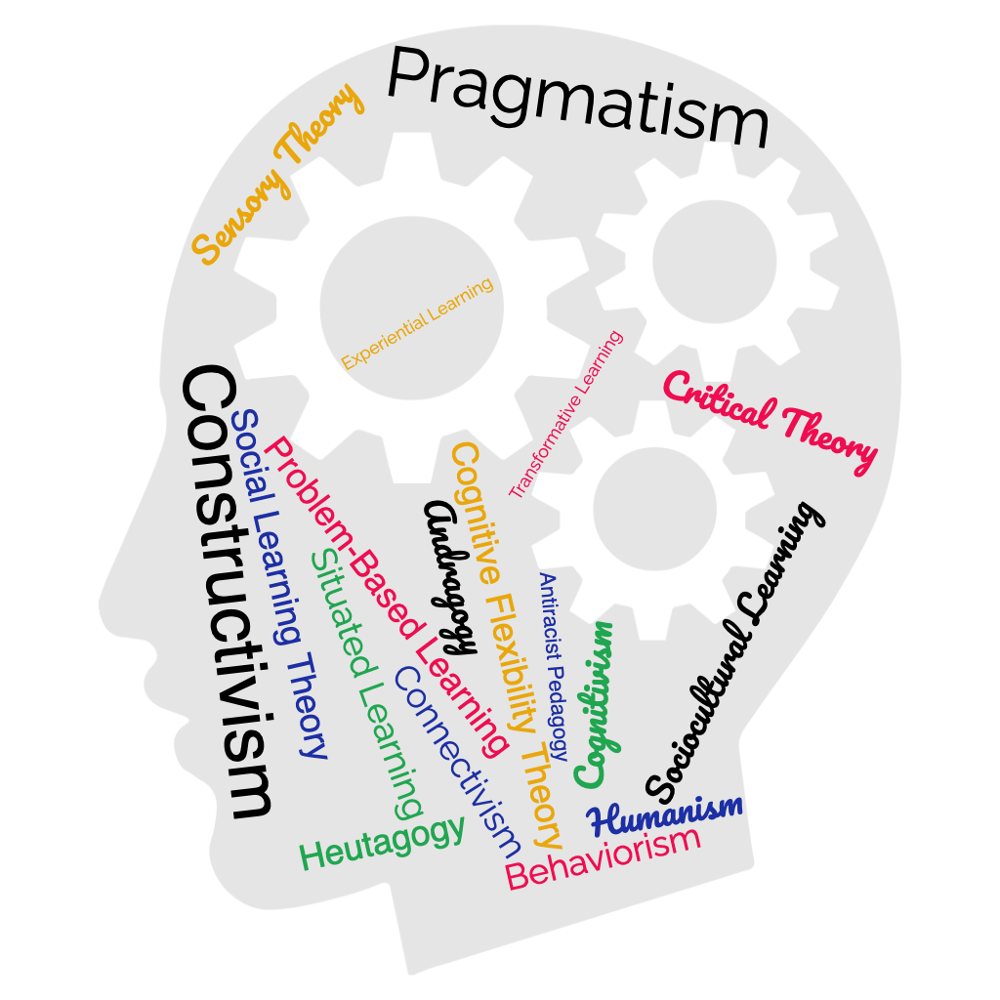 Pragmatism
Sensory Theory
Experiential Learning
Transformative Learning
Critical Theory
Constructivism
Social Learning Theory
Problem-Based Learning
Situated Learning
Andragogy
Cognitive Flexibility Theory
Connectivism
Antiracist Pedagogy
Cognitivism
Sociocultural Learning
Heutagogy
Humanism
Behaviorism